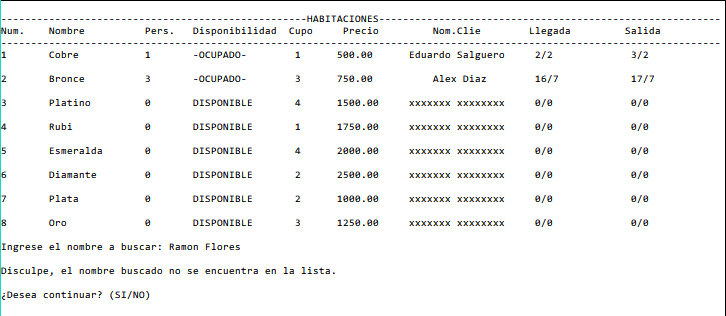 HABITACIONES
Num. Nombre Pers. Disponibilidad Cupo Precio Nom.Clie Llegada Salida
1 Cobre 1 -OCUPADO- 1 500.00 Eduardo Salguero 2/2 3/2
2 Bronce 3 -OCUPADO- 3 750.00 Alex Diaz 16/7 17/7
3 Platino 0 DISPONIBLE 4 1500.00 xxxxxxx xxxxxxxx 0/0 0/0
4 Rubi 0 DISPONIBLE 1 1750.00 xxxxxxx xxxxxxxx 0/0 0/0
5 Esmeralda 0 DISPONIBLE 4 2000.00 xxxxxxx xxxxxxxx 0/0 0/0
6 Diamante 0 DISPONIBLE 2 2500.00 xxxxxxx xxxxxxxx 0/0 0/0
7 Plata 0 DISPONIBLE 2 1000.00 xxxxxxx xxxxxxxx 0/0 0/0
8 Oro 0 DISPONIBLE 3 1250.00 xxxxxxx xxxxxxxx 0/0 0/0
Ingrese el nombre a buscar: Ramon Flores
Disculpe, el nombre buscado no se encuentra en la lista.
¿Desea continuar? (SI/NO)